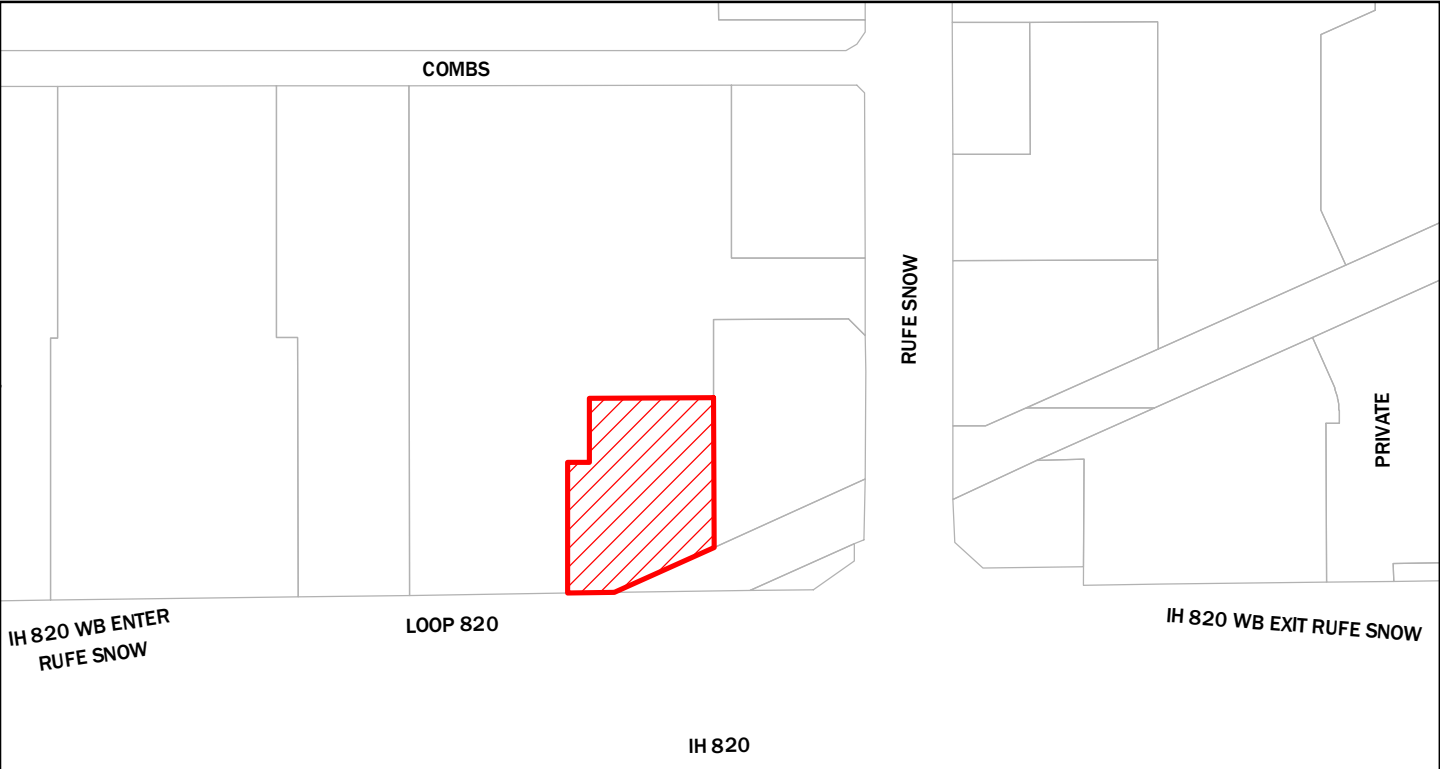 COMBS
RUFE SNOW
PRIVATE
IH 820 WB ENTER
RUFE SNOW
LOOP 820
IH 820 WB EXIT RUFE SNOW
IH 820